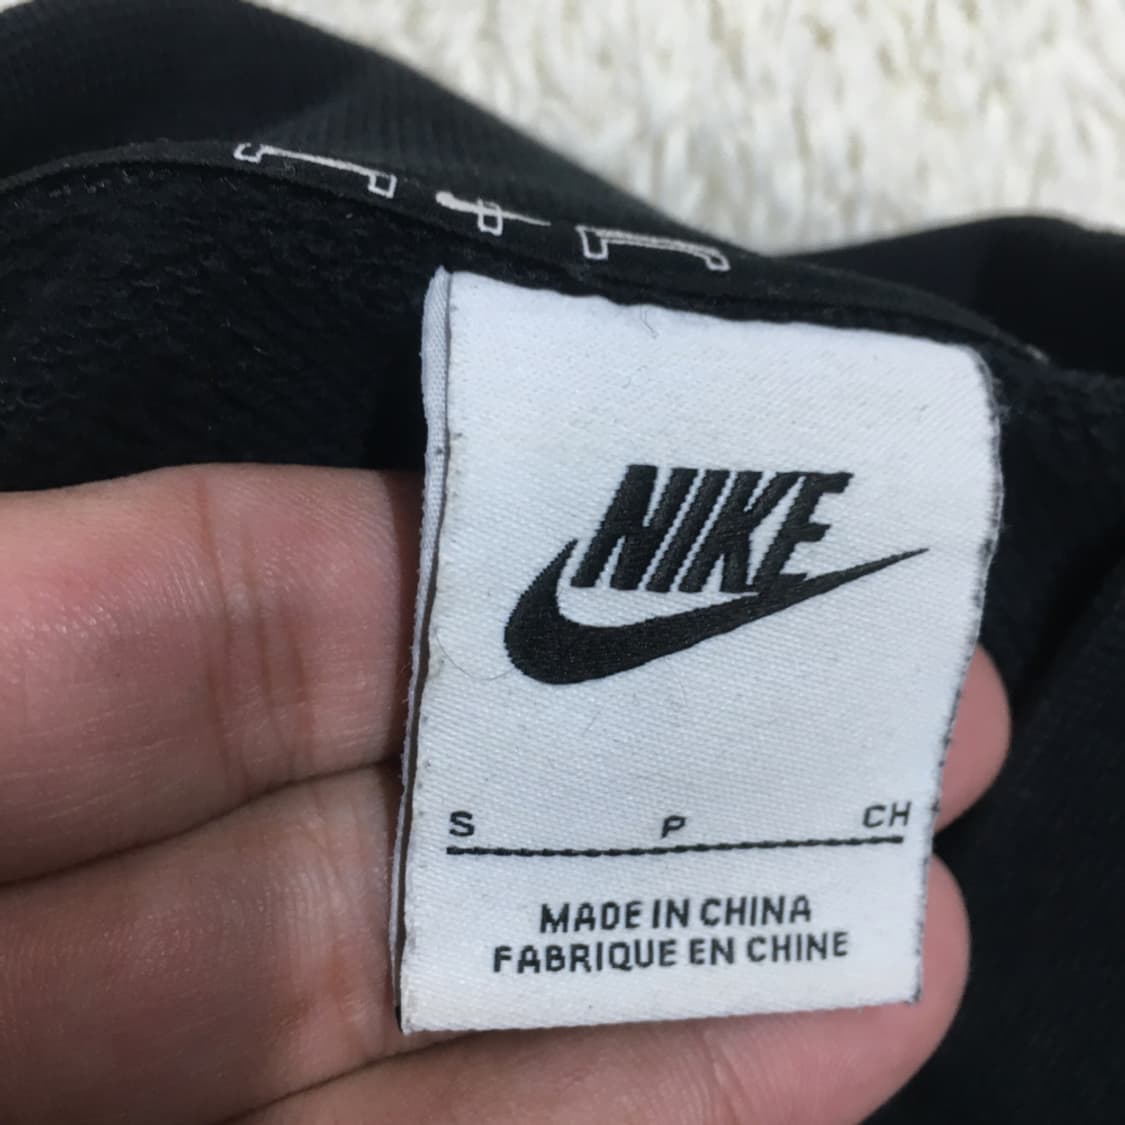 NIKE
S P CH
MADE IN CHINA
FABRIQUE EN CHINE